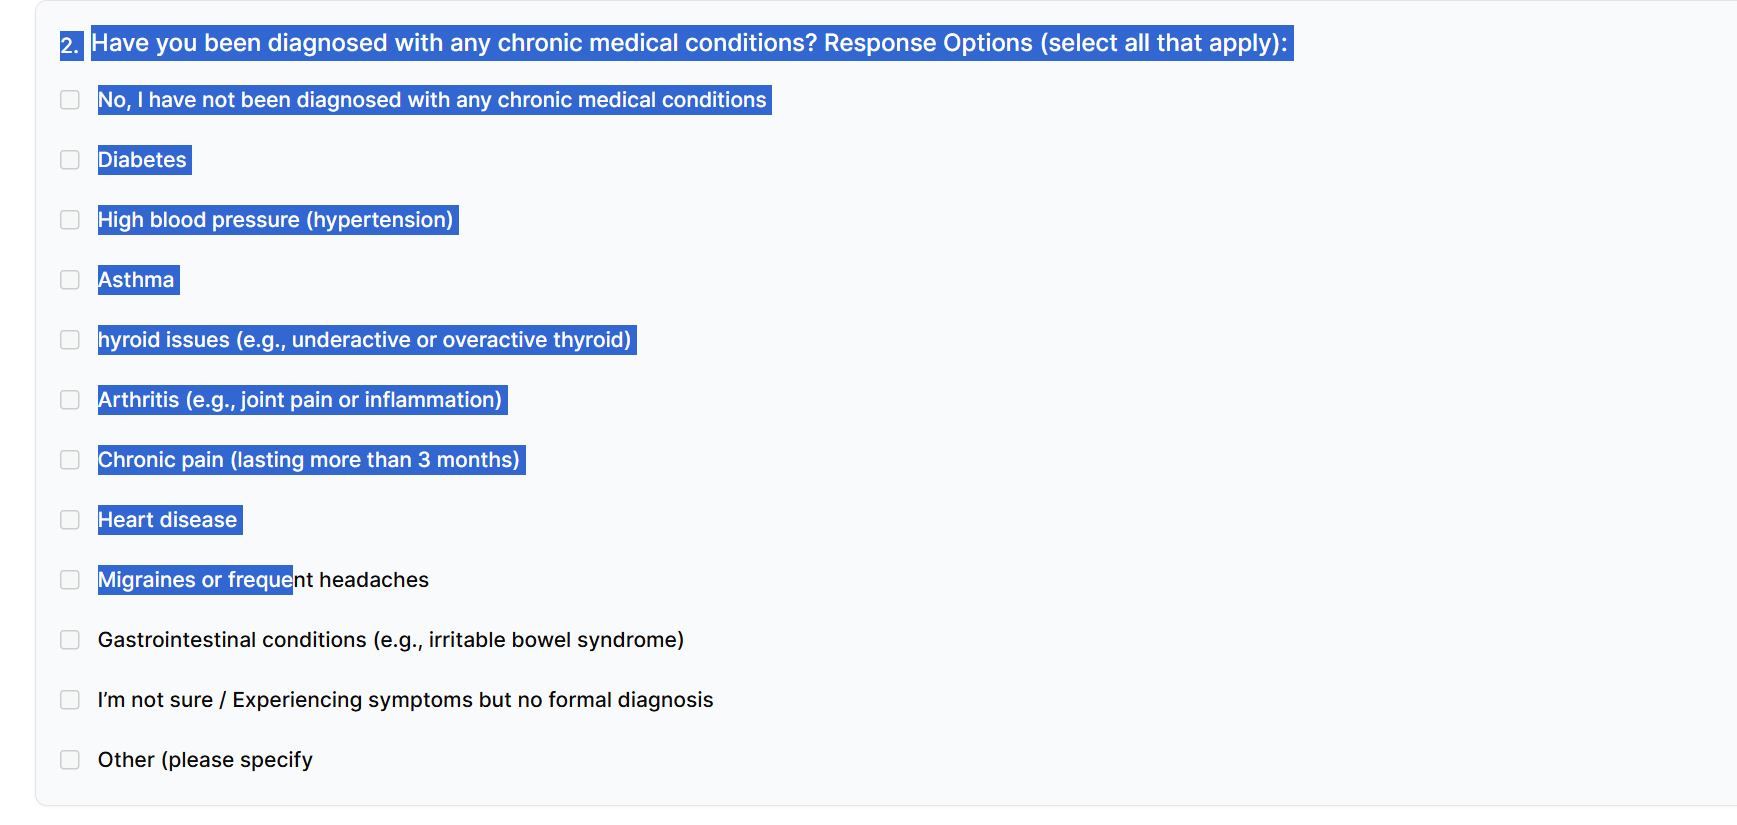 2. Have you been diagnosed with any chronic medical conditions? Response Options (select all that apply):
No, I have not been diagnosed with any chronic medical conditions
Diabetes
High blood pressure (hypertension)
Asthma
hyroid issues (e.g., underactive or overactive thyroid)
Arthritis (e.g., joint pain or inflammation)
Chronic pain (lasting more than 3 months)
Heart disease
Migraines or frequent headaches
Gastrointestinal conditions (e.g., irritable bowel syndrome)
I’m not sure / Experiencing symptoms but no formal diagnosis
Other (please specify